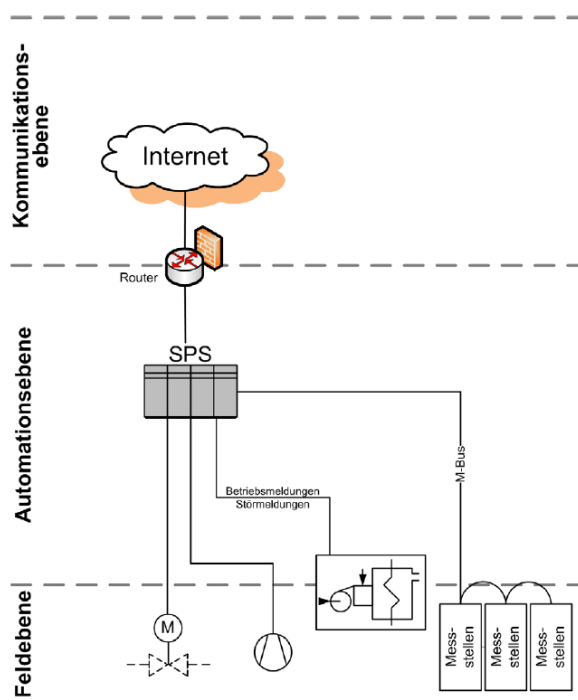 Kommunikations-
ebene
Internet
Router
Automationsebene
SPS
Betriebsmeldungen
Störmeldungen
M-Bus
Feldebene
M
Mess-
stellen
Mess-
stellen
Mess-
stellen